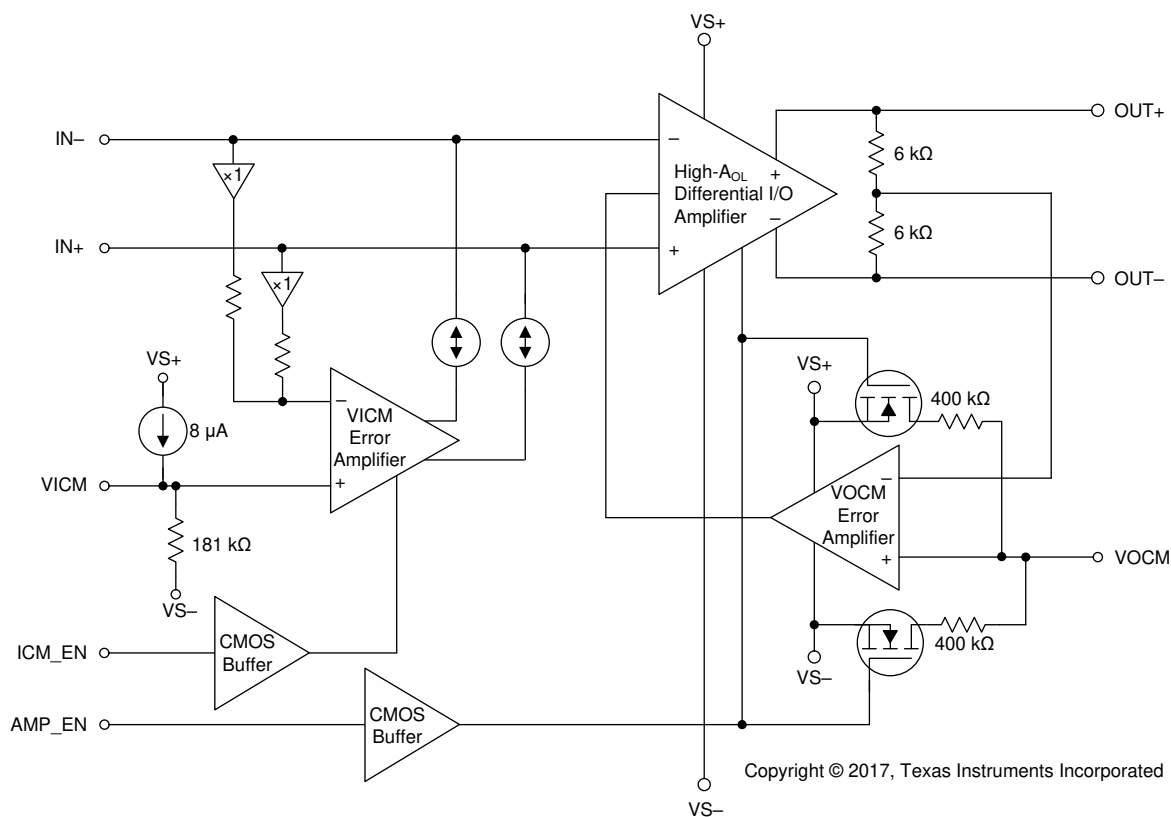 VS+
IN–
OUT+
×1
6 kΩ
–
High-AOL
Differential I/O
Amplifier
+
–
+
IN+
6 kΩ
OUT–
×1
VS+
8 µA
–
VICM
Error
Amplifier
+
VS+
400 kΩ
VICM
181 kΩ
VS–
–
VOCM
Error
Amplifier
+
VOCM
ICM_EN
CMOS
Buffer
VS–
400 kΩ
AMP_EN
CMOS
Buffer
VS–
Copyright © 2017, Texas Instruments Incorporated